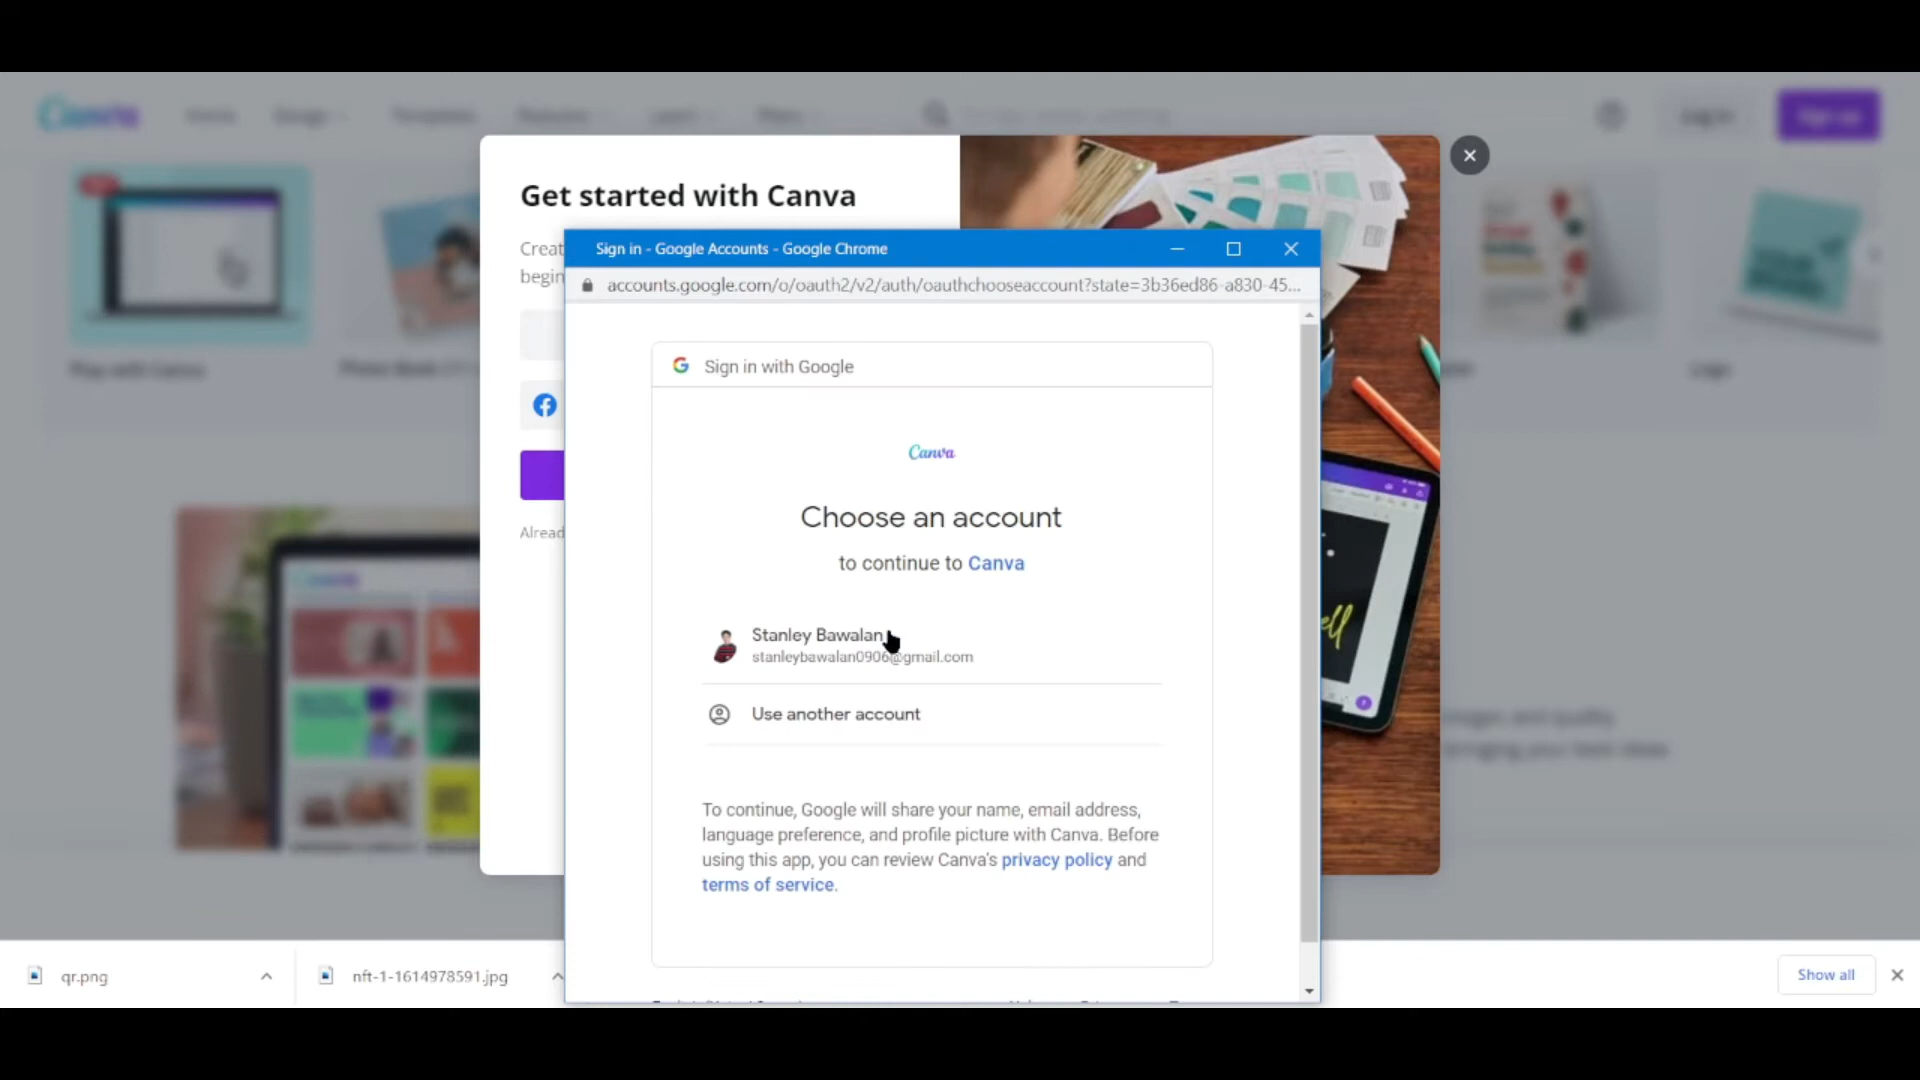 Canva
Get started with Canva
Creat
begin
Sign in - Google Accounts - Google Chrome
accounts.google.com/o/oauth2/v2/auth/oauthchooseaccount?state=3b36ed86-a830-45...
Sign in with Google
Canva
Choose an account
to continue to Canva
Stanley Bawalan
stanleybawalan0906@gmail.com
Alread
Use another account
To continue, Google will share your name, email address,
language preference, and profile picture with Canva. Before
using this app, you can review Canva's privacy policy and
terms of service.
qr.png
nft-1-1614978591.jpg
Show all